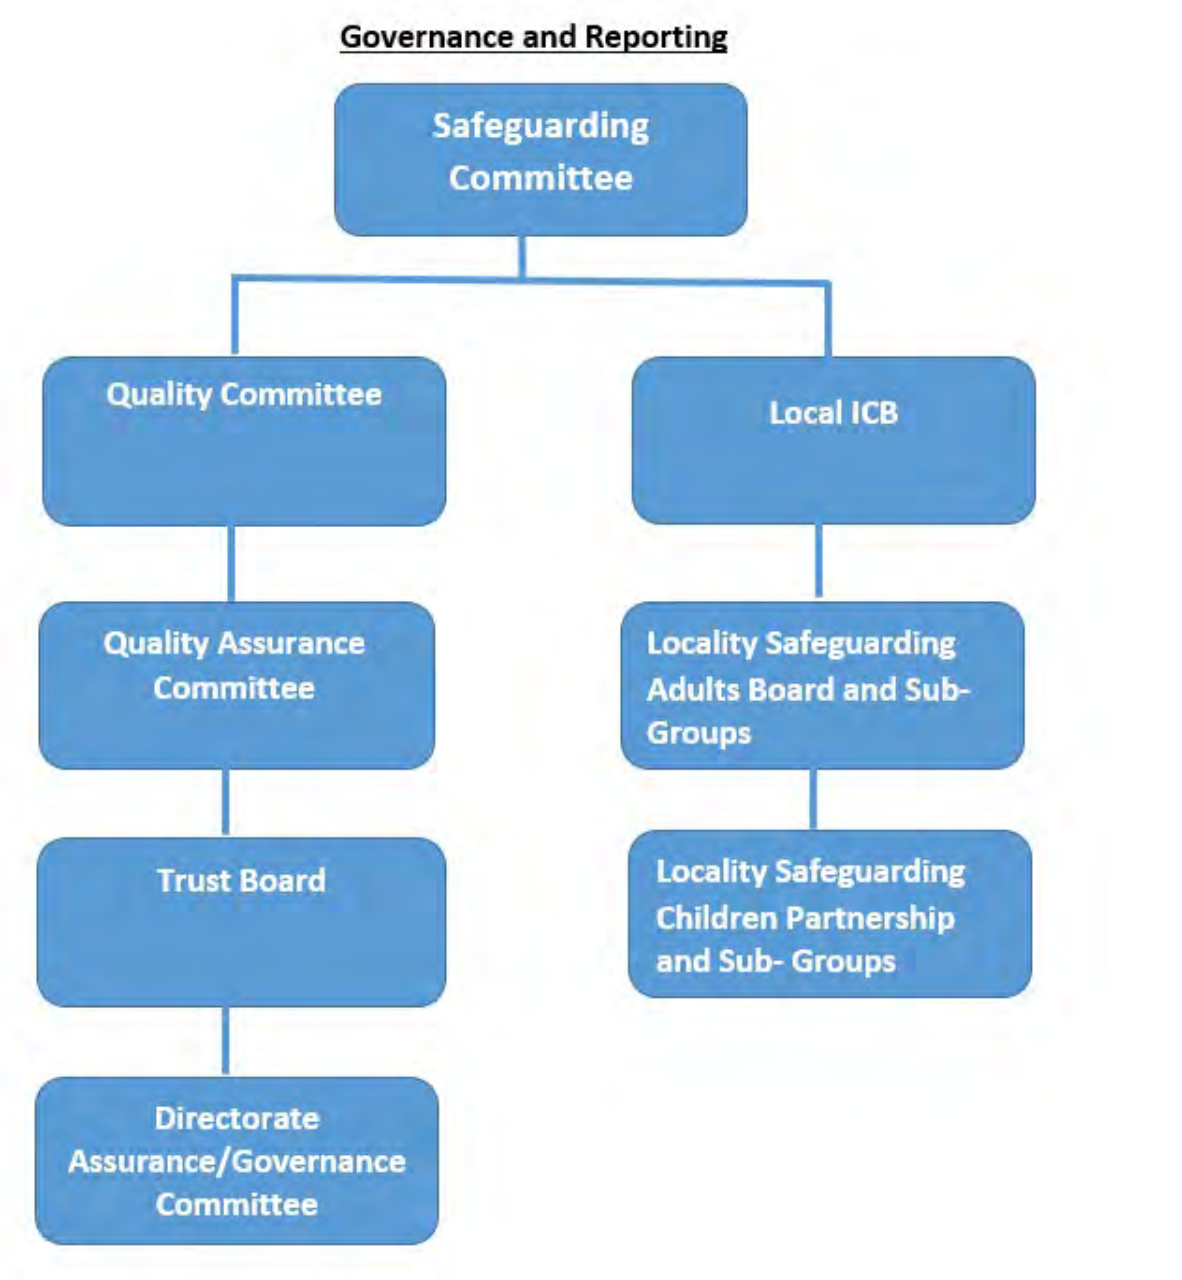 Governance and Reporting
Safeguarding
Committee
Quality Committee
Local ICB
Quality Assurance
Committee
Locality Safeguarding
Adults Board and Sub-
Groups
Trust Board
Locality Safeguarding
Children Partnership
and Sub- Groups
Directorate
Assurance/Governance
Committee